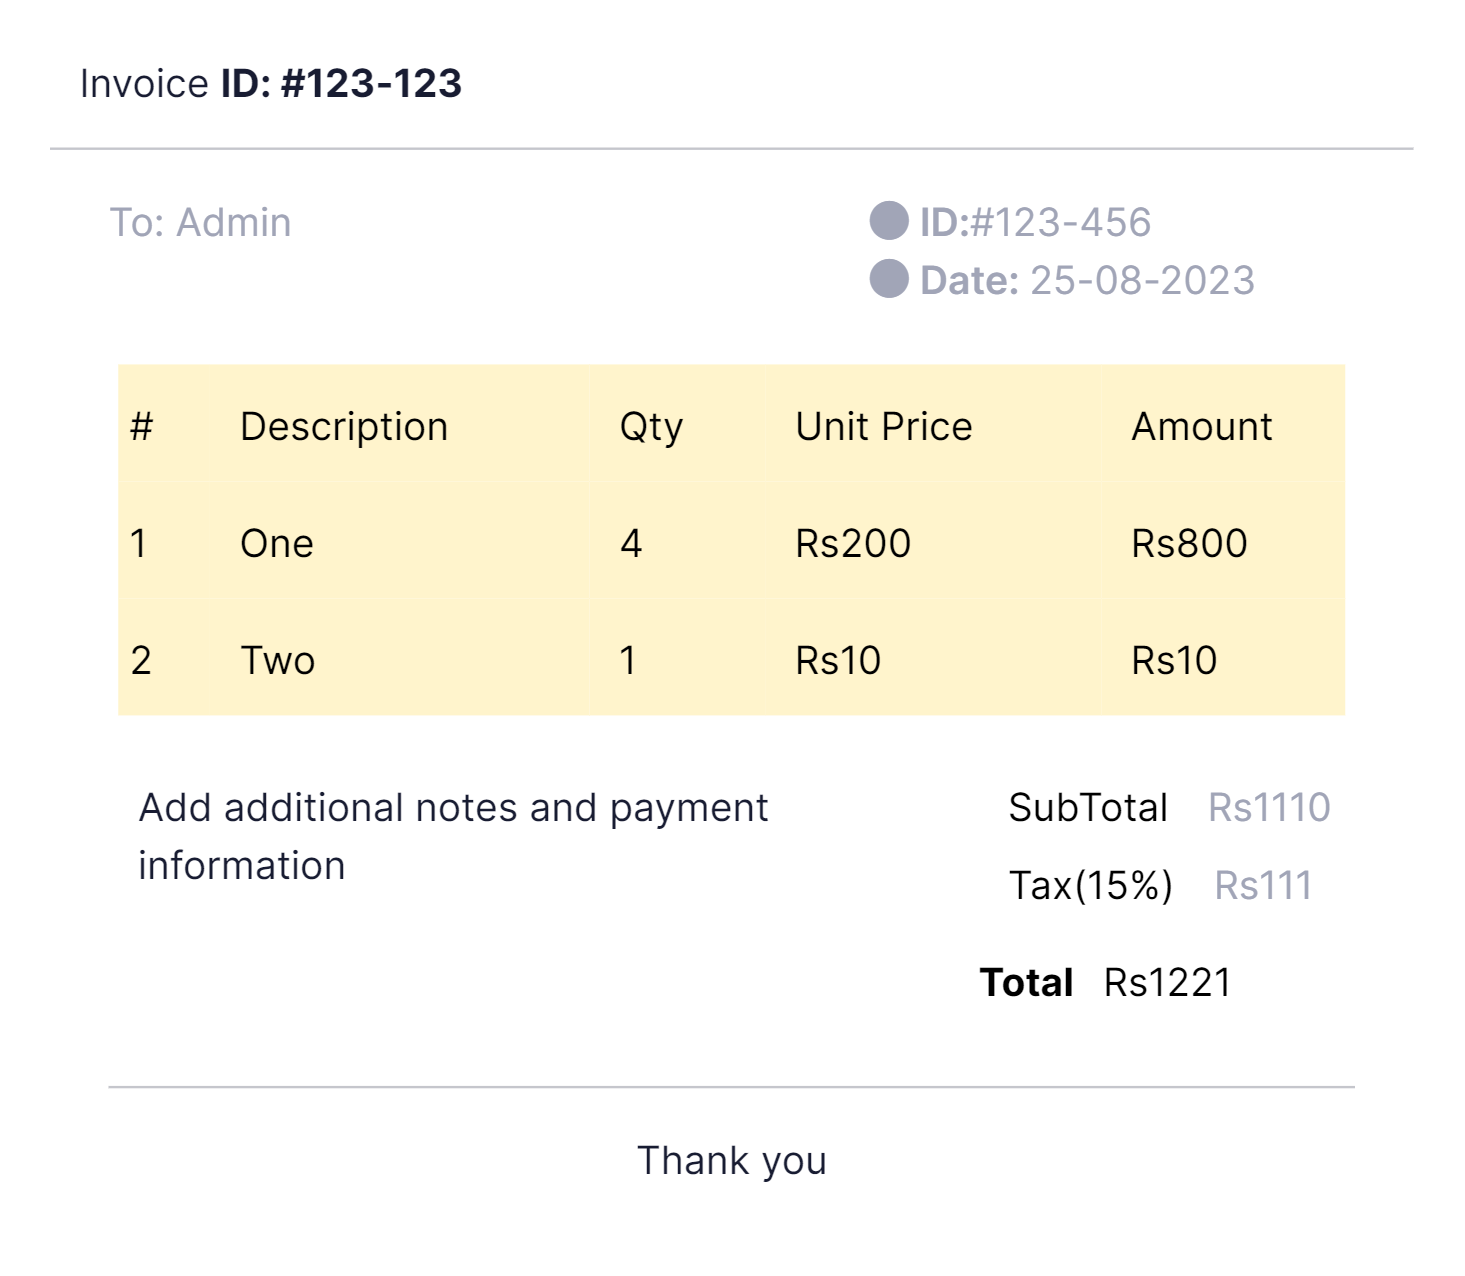 Invoice ID: #123-123
To: Admin
ID:#123-456
Date: 25-08-2023
# Description Qty Unit Price Amount
1 One 4 Rs200 Rs800
2 Two 1 Rs10 Rs10
Add additional notes and payment
information
SubTotal Rs1110
Tax(15%) Rs111
Total Rs1221
Thank you